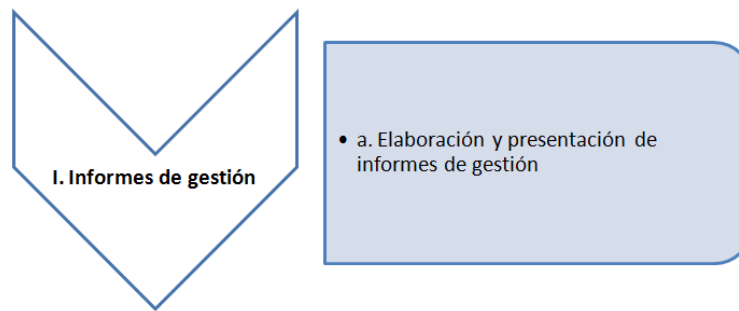 I. Informes de gestión
• a. Elaboración y presentación de
informes de gestión